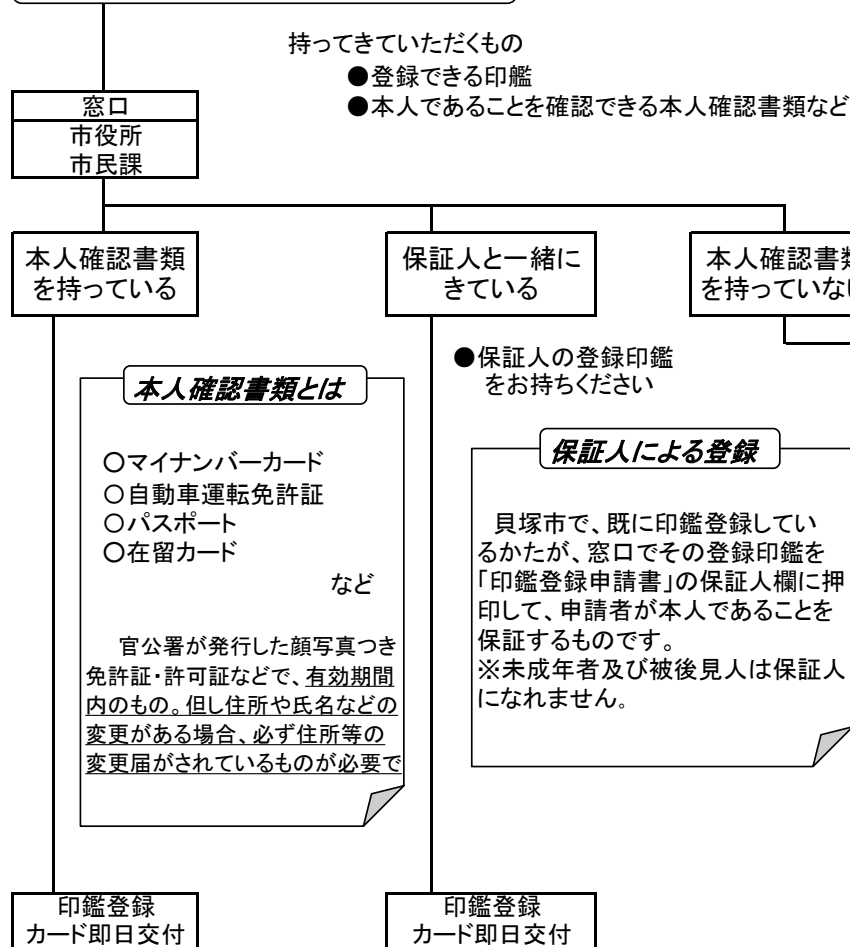 持ってきていただくもの
●登録できる印艦
●本人であることを確認できる本人確認書類など
窓口
市役所
市民課
本人確認書類
を持っている
保証人と一緒に
きている
本人確認書類
を持っていない
●保証人の登録印鑑
をお持ちください
本人確認書類とは
○マイナンバーカード
○自動車運転免許証
○パスポート
○在留カード
など
官公署が発行した顔写真つき
免許証・許可証などで、有効期間
内のもの。但し住所や氏名などの
変更がある場合、必ず住所等の
変更届がされているものが必要で
保証人による登録
貝塚市で、既に印鑑登録してい
るかたが、窓口でその登録印鑑を
「印鑑登録申請書」の保証人欄に押
印して、申請者が本人であることを
保証するものです。
※未成年者及び被後見人は保証人
になれません。
印鑑登録
カード即日交付
印鑑登録
カード即日交付